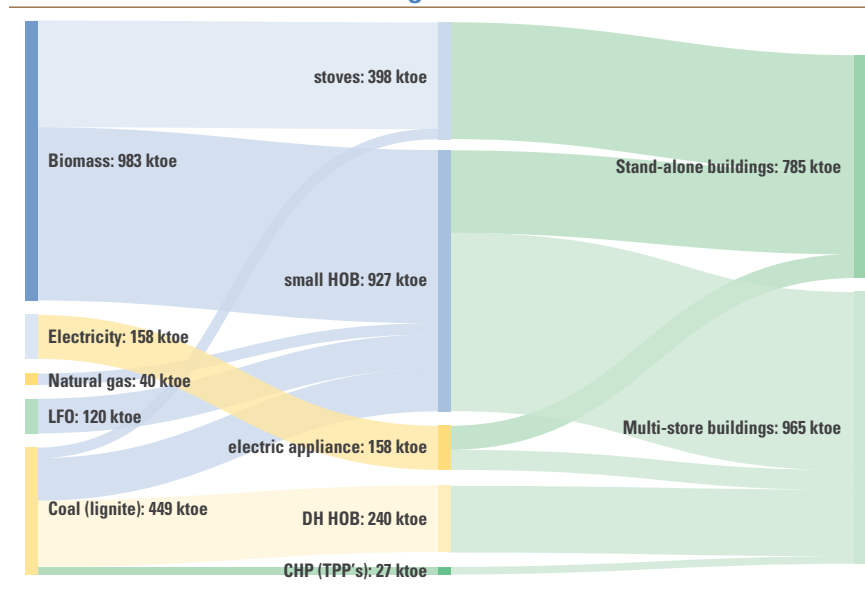 stoves: 398 ktoe
Biomass: 983 ktoe
Stand-alone buildings: 785 ktoe
small HOB: 927 ktoe
Electricity: 158 ktoe
Natural gas: 40 ktoe
LFO: 120 ktoe
Multi-store buildings: 965 ktoe
electric appliance: 158 ktoe
Coal (lignite): 449 ktoe
DH HOB: 240 ktoe
CHP (TPP's): 27 ktoe